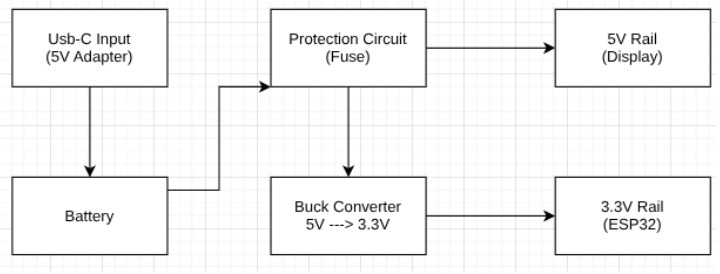 Usb-C Input
(5V Adapter)
Protection Circuit
(Fuse)
5V Rail
(Display)
Battery
Buck Converter
5V ---> 3.3V
3.3V Rail
(ESP32)